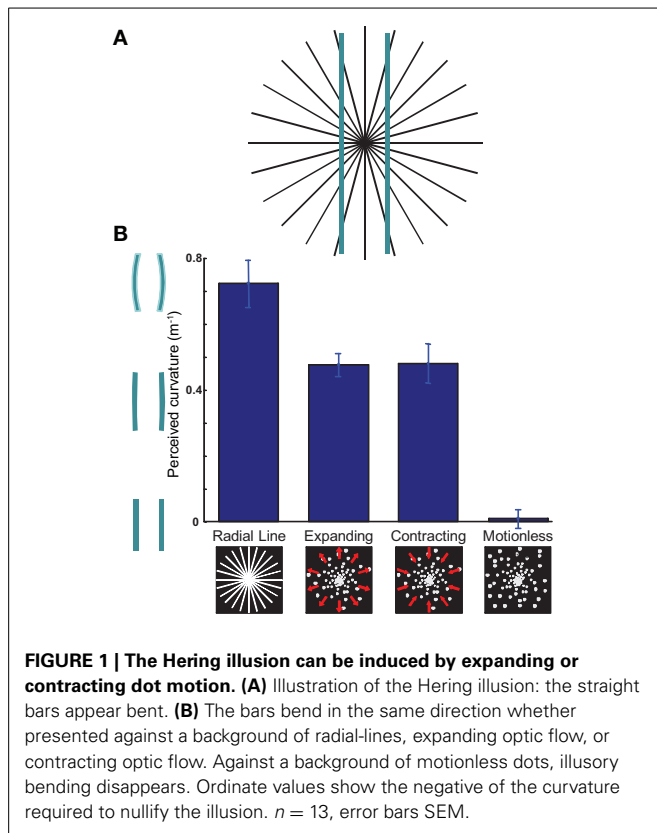 A
B
0.8
0.4
0
Perceived curvature (m⁻¹)
Radial Line Expanding Contracting Motionless
FIGURE 1 | The Hering illusion can be induced by expanding or
contracting dot motion. (A) Illustration of the Hering illusion: the straight
bars appear bent. (B) The bars bend in the same direction whether
presented against a background of radial-lines, expanding optic flow, or
contracting optic flow. Against a background of motionless dots, illusory
bending disappears. Ordinate values show the negative of the curvature
required to nullify the illusion. n = 13, error bars SEM.